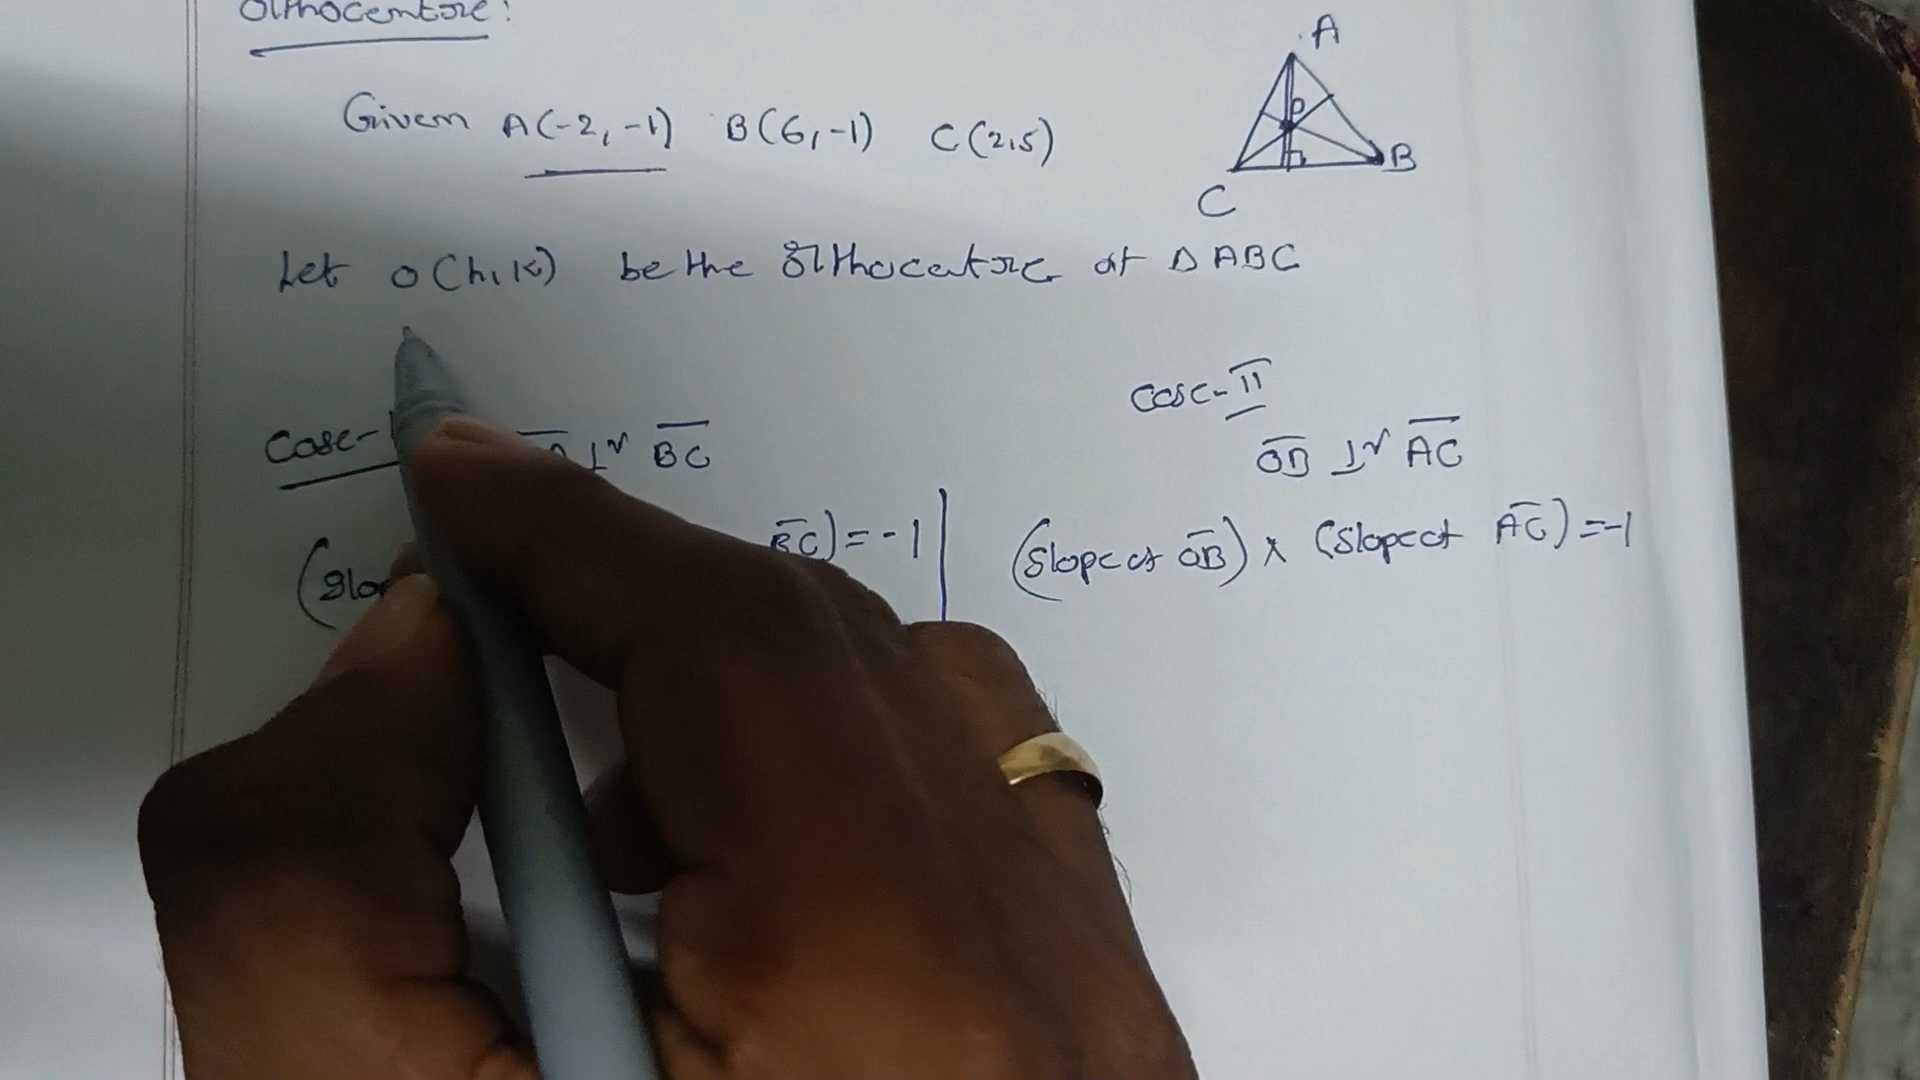 Orthocentre:
Given A(-2, -1) B(6, -1) C(2,5)
A
O
B
C
Let O(h, k) be the Orthocentre of Δ ABC
Case-
Case-II
⊥r BC
OB ⊥r AC
(Slo BC) = -1
(Slope of OB) x (Slope of AC) = -1